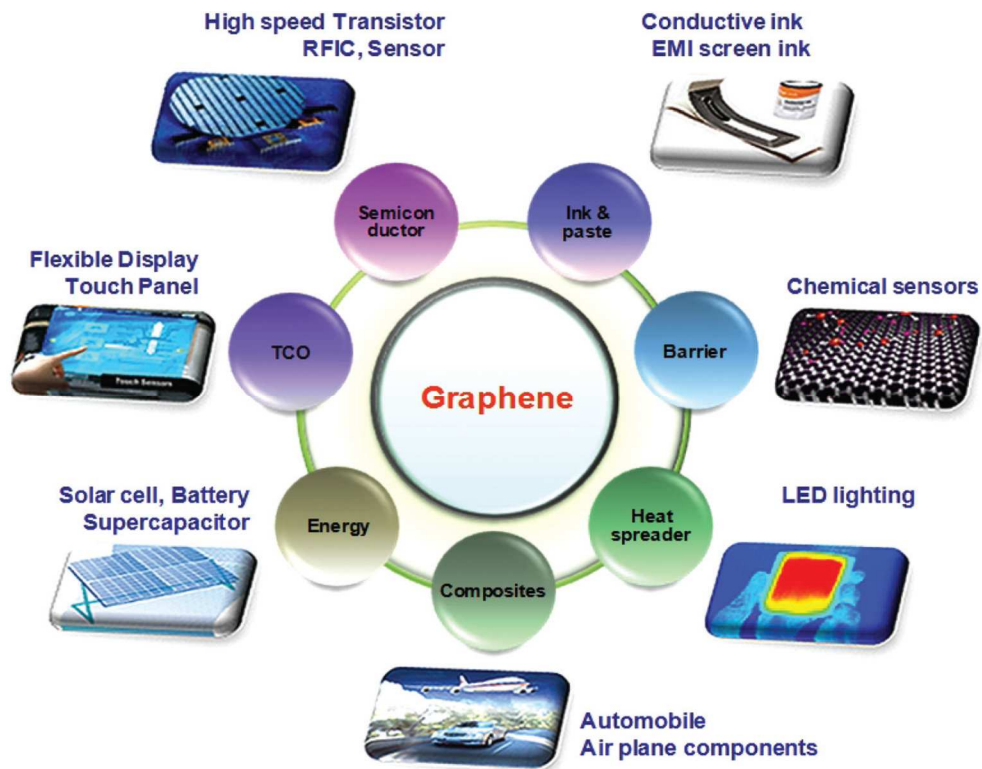 High speed Transistor
RFIC, Sensor
Conductive ink
EMI screen ink
Semicon
ductor
Ink &
paste
Flexible Display
Touch Panel
Chemical sensors
TCO
Barrier
Touch Sensors
Graphene
Solar cell, Battery
Supercapacitor
LED lighting
Energy
Heat
spreader
Composites
Automobile
Air plane components